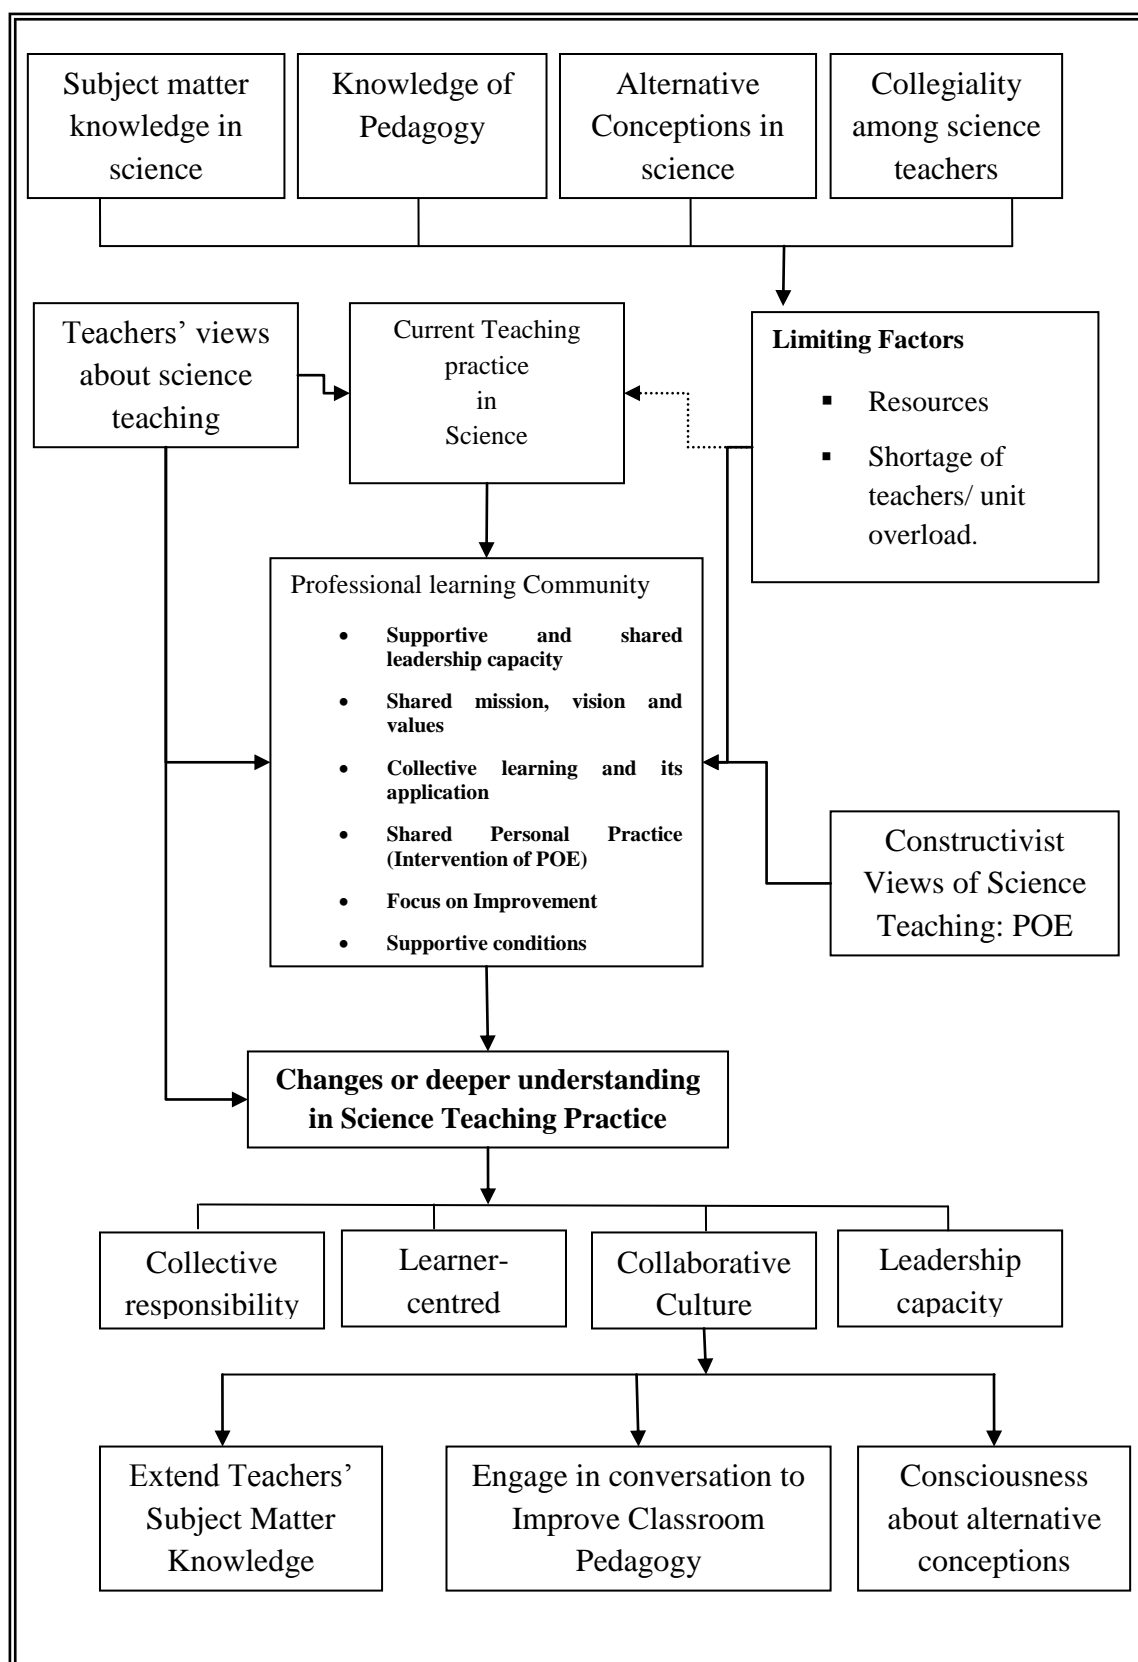 Subject matter
knowledge in
science
Knowledge of
Pedagogy
Alternative
Conceptions in
science
Collegiality
among science
teachers
Teachers’ views
about science
teaching
Current Teaching
practice
in
Science
Limiting Factors
▪ Resources
▪ Shortage of
teachers/ unit
overload.
Professional learning Community
• Supportive and shared
leadership capacity
• Shared mission, vision and
values
• Collective learning and its
application
• Shared Personal Practice
(Intervention of POE)
• Focus on Improvement
• Supportive conditions
Constructivist
Views of Science
Teaching: POE
Changes or deeper understanding
in Science Teaching Practice
Collective
responsibility
Learner-
centred
Collaborative
Culture
Leadership
capacity
Extend Teachers’
Subject Matter
Knowledge
Engage in conversation to
Improve Classroom
Pedagogy
Consciousness
about alternative
conceptions